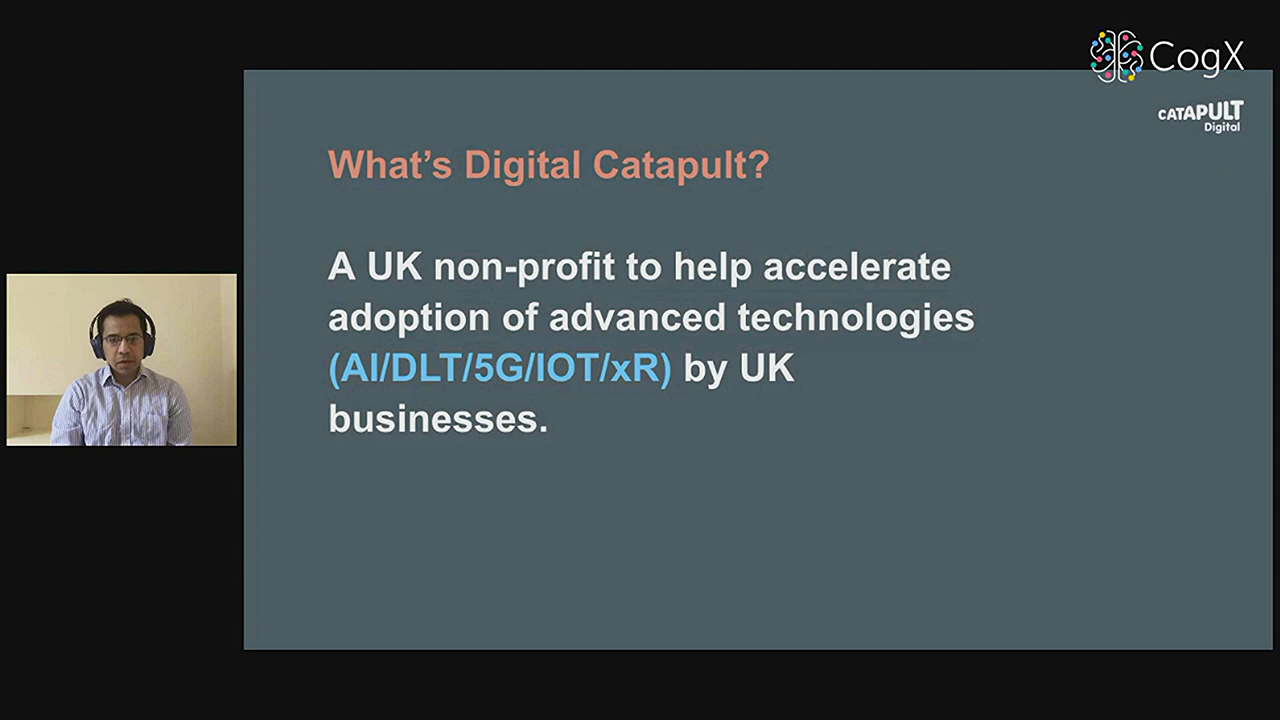 CogX
CATAPULT
Digital
What's Digital Catapult?
A UK non-profit to help accelerate
adoption of advanced technologies
(AI/DLT/5G/IOT/xR) by UK
businesses.